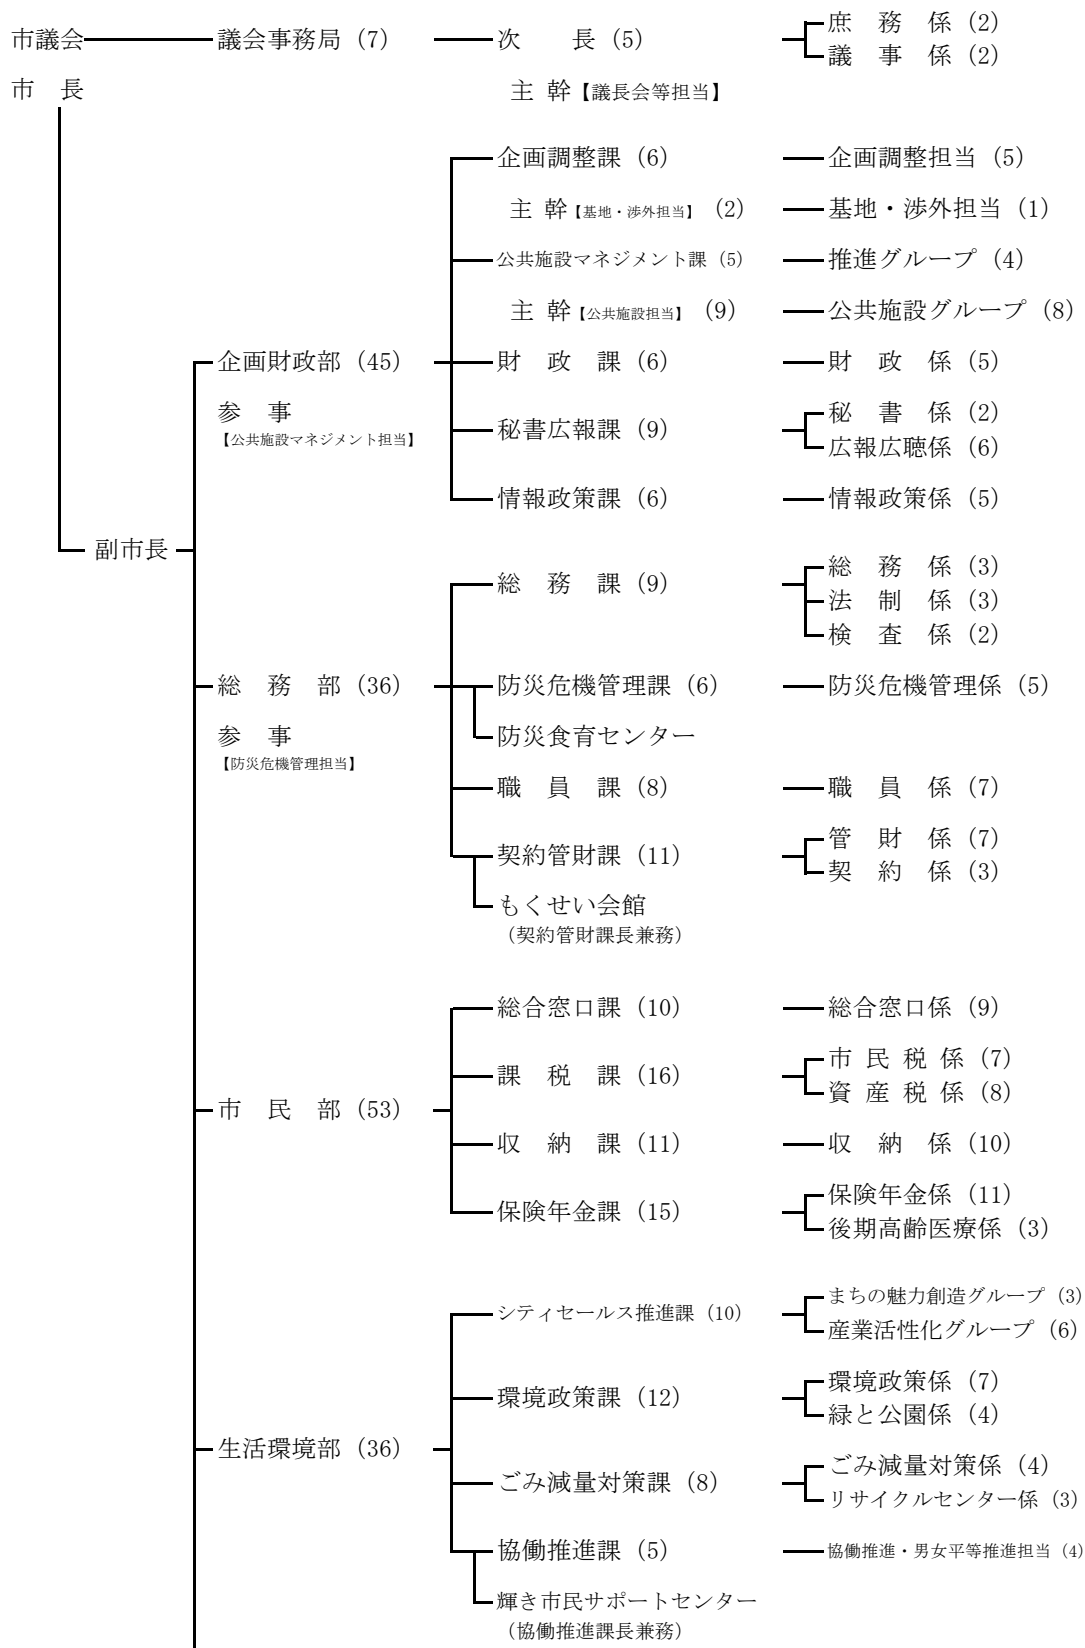 市議会 議会事務局 (7) 次　　長 (5) 庶　務　係 (2)
議　事　係 (2)
市　長 主　幹【議長会等担当】
企画調整課 (6) 企画調整担当 (5)
主　幹【基地・渉外担当】 (2) 基地・渉外担当 (1)
公共施設マネジメント課 (5) 推進グループ (4)
主　幹【公共施設担当】 (9) 公共施設グループ (8)
企画財政部 (45) 財　政　課 (6) 財　政　係 (5)
参　事 秘　書　係 (2)
【公共施設マネジメント担当】 秘書広報課 (9)
広報広聴係 (6)
情報政策課 (6) 情報政策係 (5)
副市長
総　務　課 (9) 総　務　係 (3)
法　制　係 (3)
検　査　係 (2)
総　務　部 (36) 防災危機管理課 (6) 防災危機管理係 (5)
参　事 防災食育センター
【防災危機管理担当】
職　員　課 (8) 職　員　係 (7)
契約管財課 (11) 管　財　係 (7)
契　約　係 (3)
もくせい会館
(契約管財課長兼務)
総合窓口課 (10) 総合窓口係 (9)
課　税　課 (16) 市 民 税 係 (7)
資 産 税 係 (8)
市　民　部 (53)
収　納　課 (11) 収　納　係 (10)
保険年金課 (15) 保険年金係 (11)
後期高齢医療係 (3)
シティセールス推進課 (10) まちの魅力創造グループ (3)
産業活性化グループ (6)
環境政策課 (12) 環境政策係 (7)
緑と公園係 (4)
生活環境部 (36)
ごみ減量対策課 (8) ごみ減量対策係 (4)
リサイクルセンター係 (3)
協働推進課 (5) 協働推進・男女平等推進担当 (4)
輝き市民サポートセンター
(協働推進課長兼務)